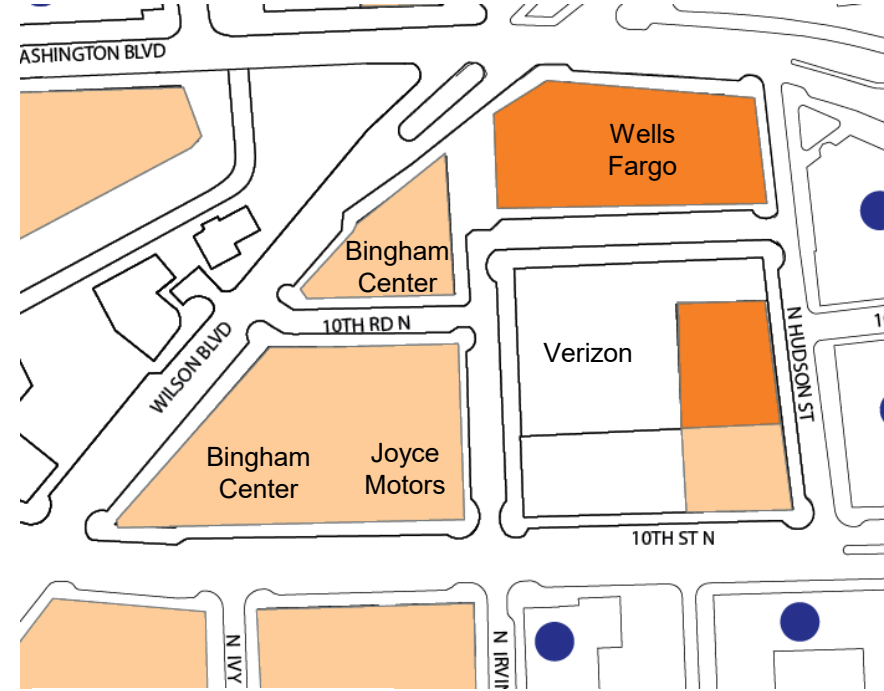 ASHINGTON BLVD
Wells
Fargo
Bingham
Center
10TH RD N
N HUDSON ST
10
WILSON BLVD
Verizon
Bingham
Center
Joyce
Motors
10TH ST N
N IVY
N IRVIN